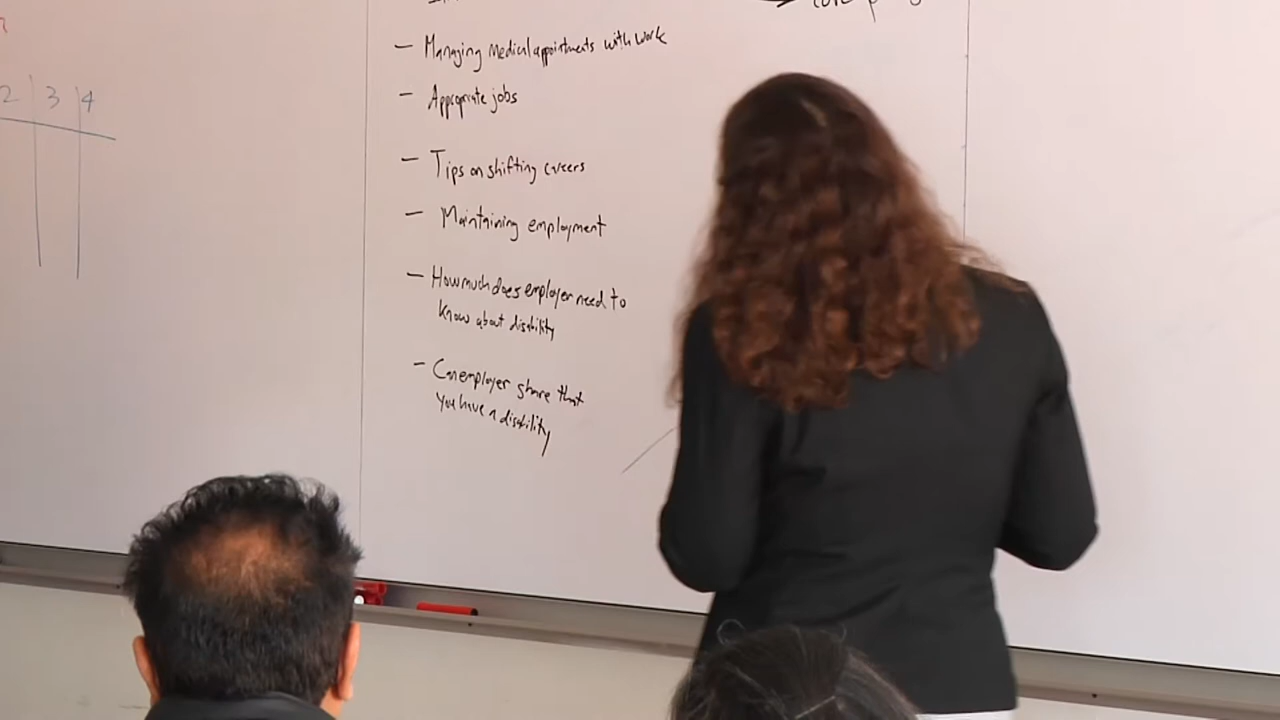 2 3 4
– Managing medical appointments with work
– Appropriate jobs
– Tips on shifting careers
– Maintaining employment
– How much does employer need to
know about disability
– Can employer share that
you have a disability